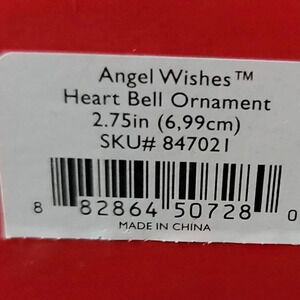 Angel Wishes™
Heart Bell Ornament
2.75in (6,99cm)
SKU# 847021
8 82864 50728 0
MADE IN CHINA